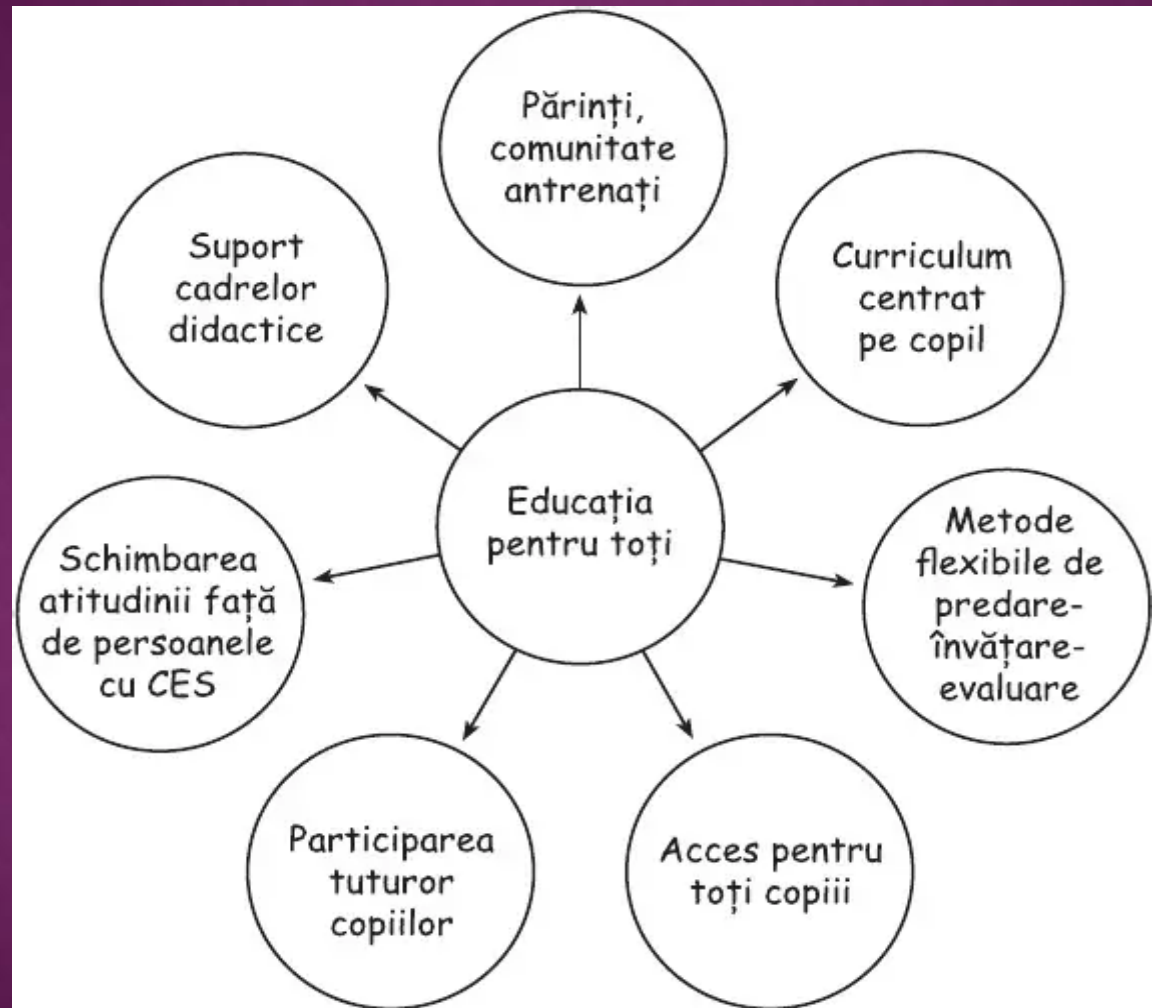 Părinți,
comunitate
antrenați
Suport
cadrelor
didactice
Curriculum
centrat
pe copil
Educația
pentru toți
Schimbarea
atitudinii față
de persoanele
cu CES
Metode
flexibile de
predare-
învățare-
evaluare
Participarea
tuturor
copiilor
Acces pentru
toți copiii